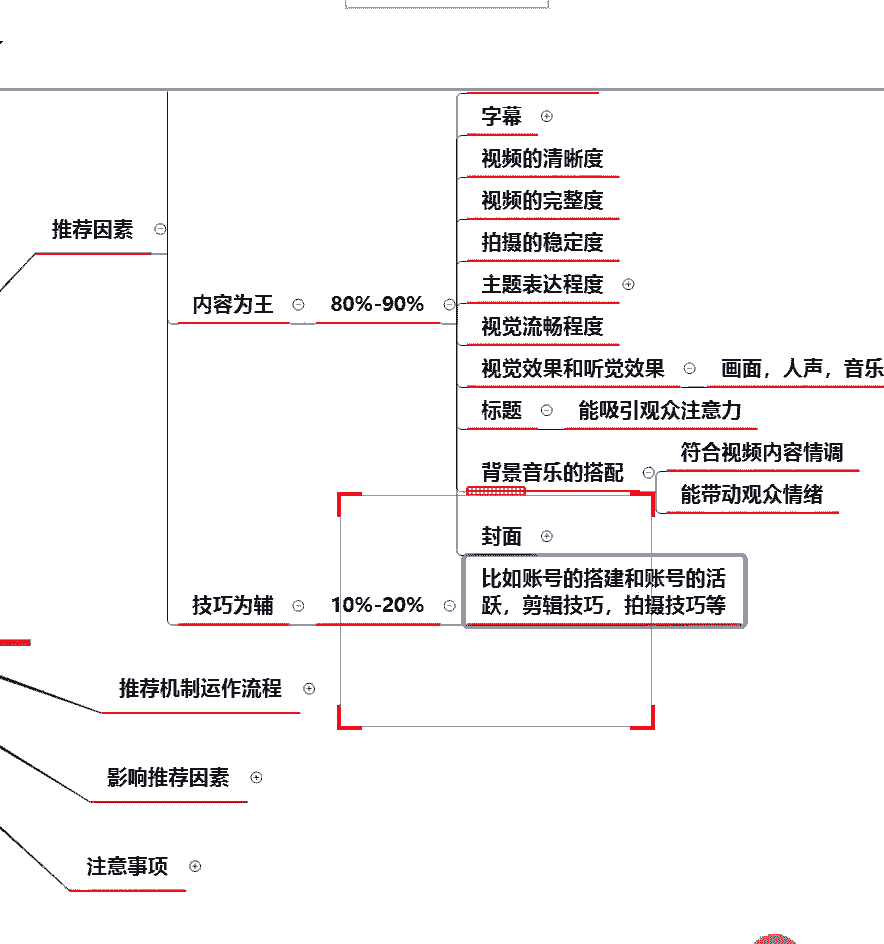 字幕
视频的清晰度
视频的完整度
推荐因素
拍摄的稳定度
主题表达程度
内容为王
80%-90%
视觉流畅程度
视觉效果和听觉效果
画面，人声，音乐
标题
能吸引观众注意力
背景音乐的搭配
符合视频内容情调
能带动观众情绪
封面
技巧为辅
10%-20%
比如账号的搭建和账号的活
跃，剪辑技巧，拍摄技巧等
推荐机制运作流程
影响推荐因素
注意事项